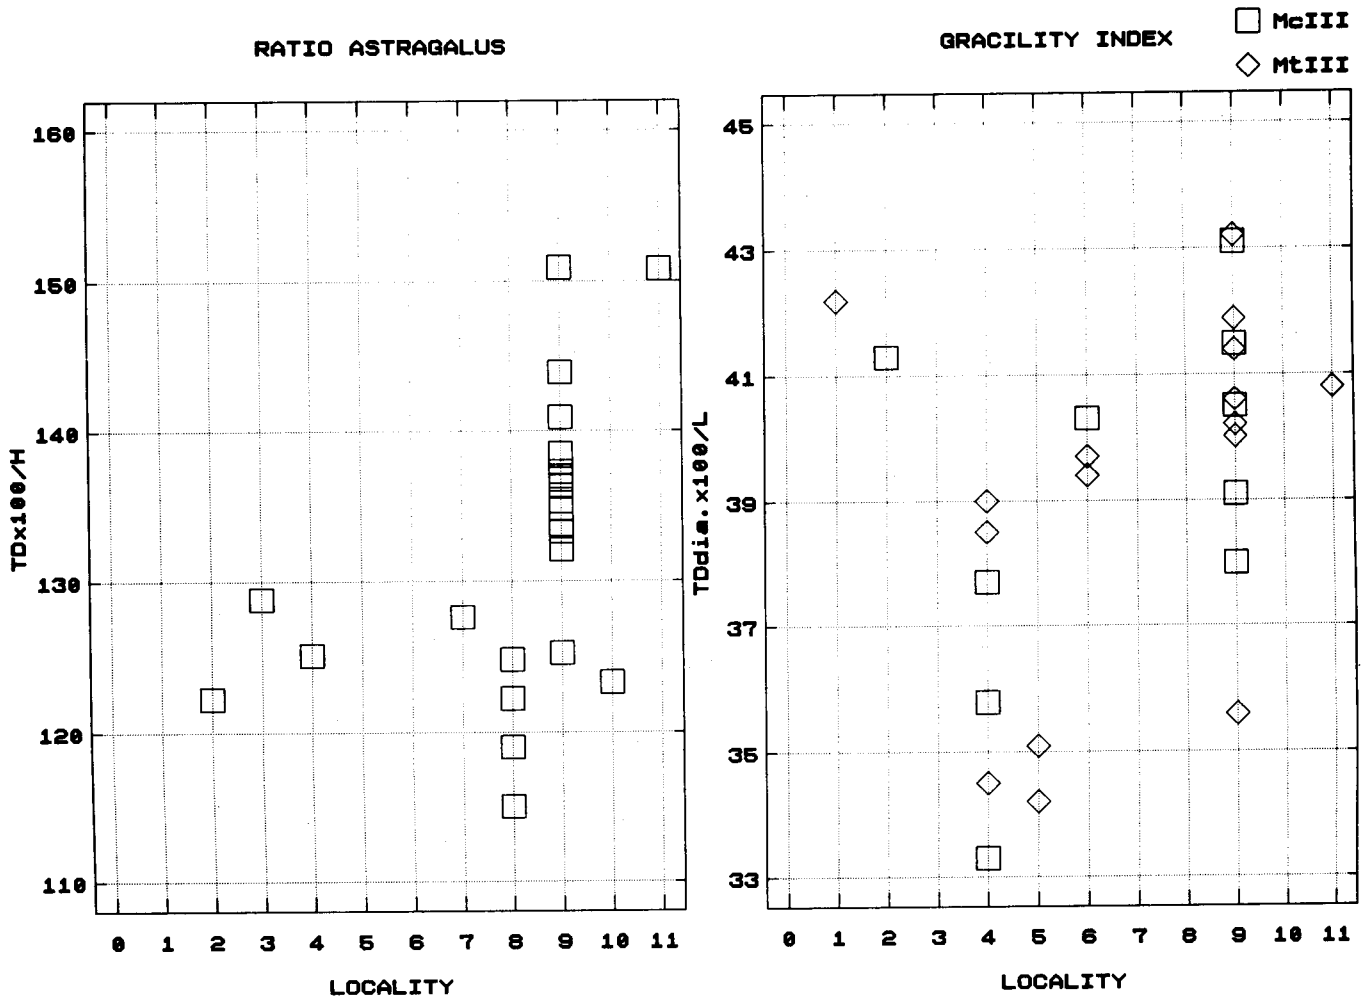 RATIO ASTRAGALUS
160
150
140
130
120
110
TDx100/H
0 1 2 3 4 5 6 7 8 9 10 11
LOCALITY
GRACILITY INDEX
McIII
MtIII
45
43
41
39
37
35
33
TDdia.x100/L
0 1 2 3 4 5 6 7 8 9 10 11
LOCALITY